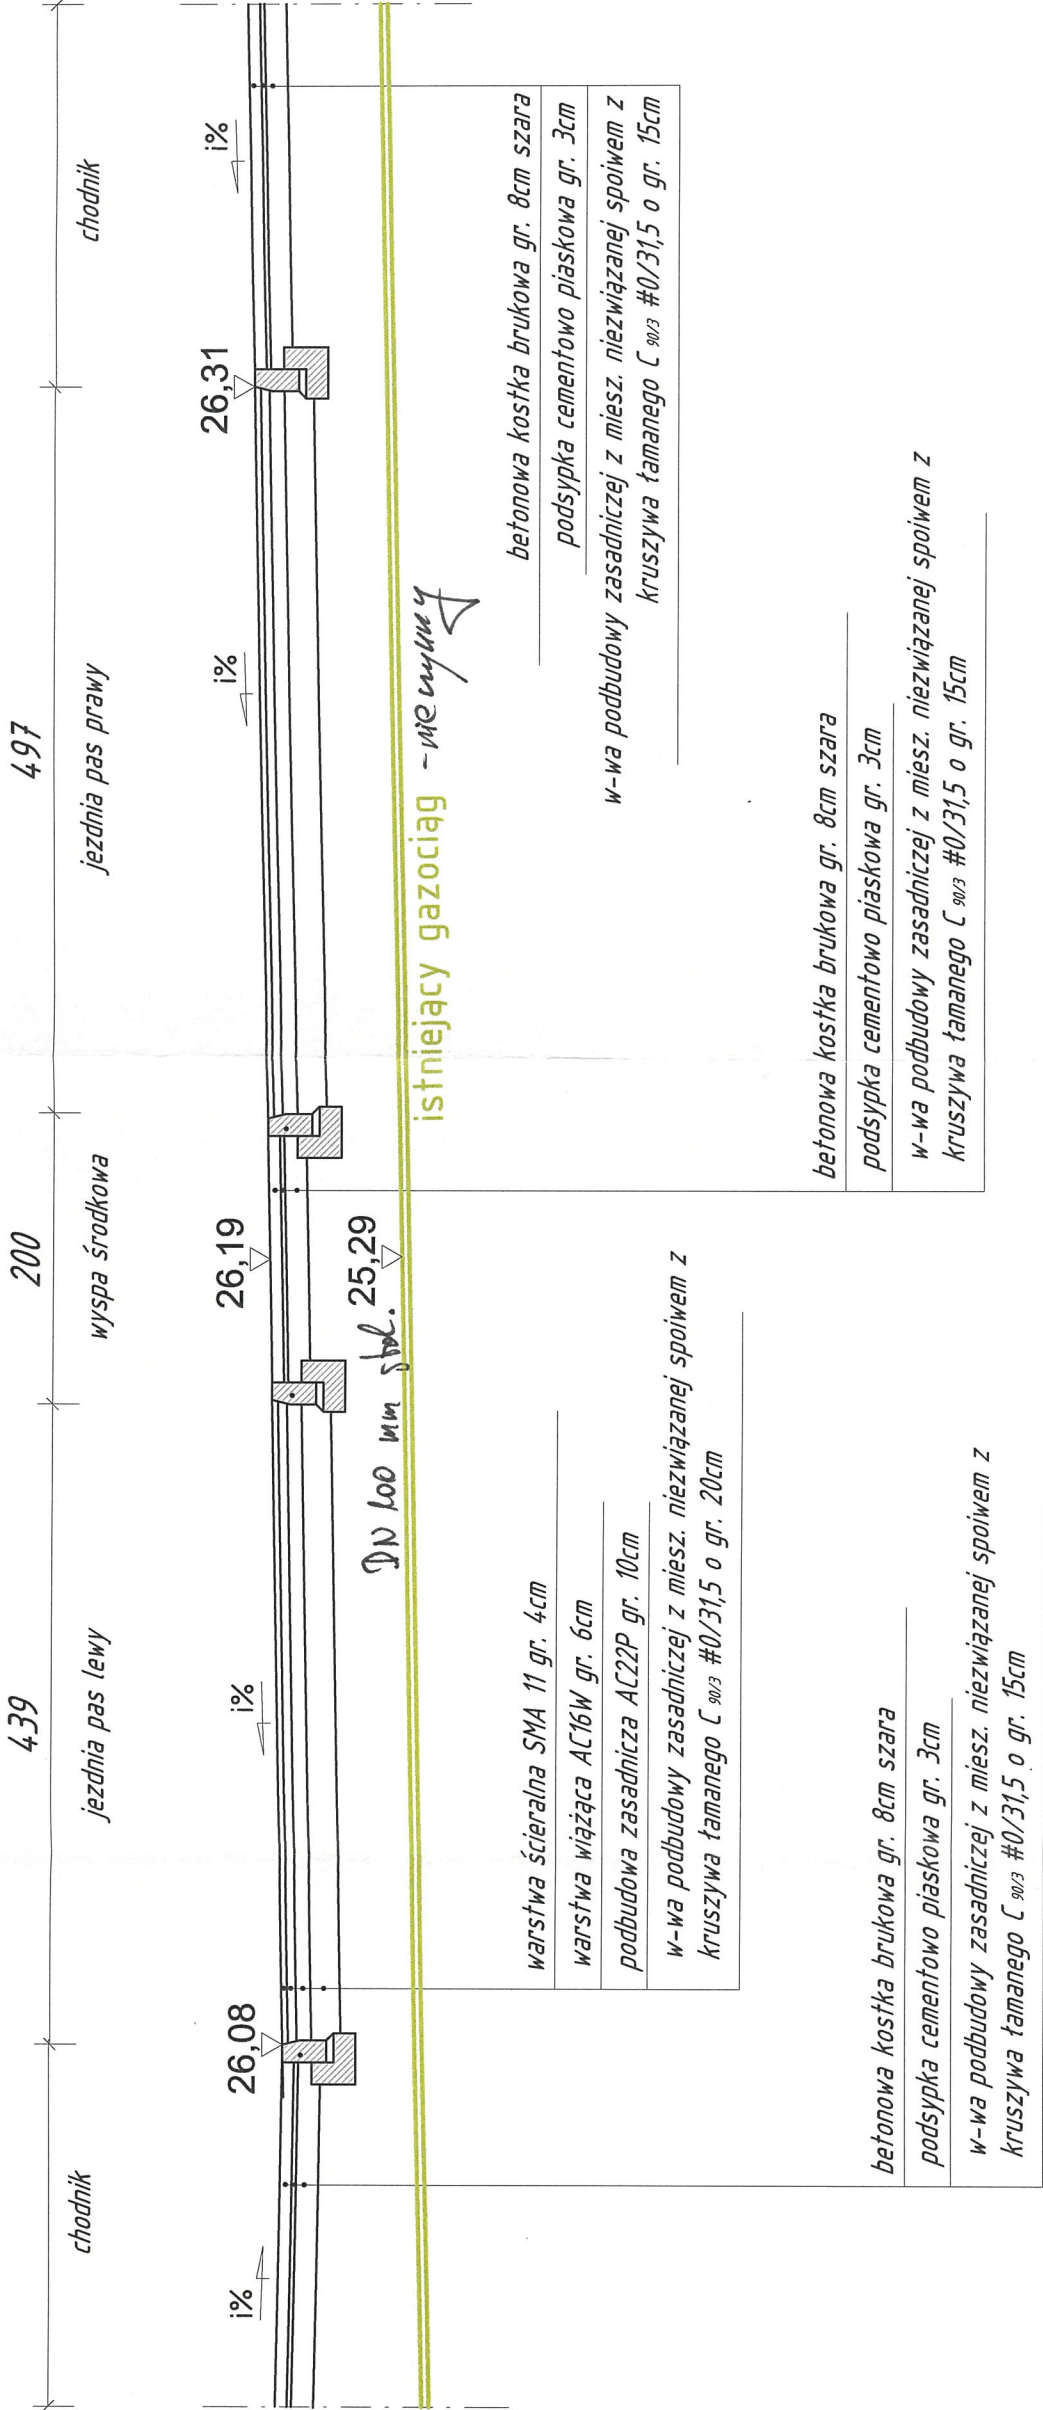 439
200
497
chodnik
jezdnia pas lewy
wyspa środkowa
jezdnia pas prawy
chodnik
i%
26,08
i%
26,19
i%
26,31
i%
DN 100 mm stal.
25,29
istniejący gazociąg
betonowa kostka brukowa gr. 8cm szara
podsypka cementowo piaskowa gr. 3cm
w-wa podbudowy zasadniczej z miesz. niezwiązanej spoiwem z
kruszywa łamanego C 90/3 #0/31,5 o gr. 15cm
warstwa ścieralna SMA 11 gr. 4cm
warstwa wiążąca AC16W gr. 6cm
podbudowa zasadnicza AC22P gr. 10cm
w-wa podbudowy zasadniczej z miesz. niezwiązanej spoiwem z
kruszywa łamanego C 90/3 #0/31,5 o gr. 20cm
betonowa kostka brukowa gr. 8cm szara
podsypka cementowo piaskowa gr. 3cm
w-wa podbudowy zasadniczej z miesz. niezwiązanej spoiwem z
kruszywa łamanego C 90/3 #0/31,5 o gr. 15cm
betonowa kostka brukowa gr. 8cm szara
podsypka cementowo piaskowa gr. 3cm
w-wa podbudowy zasadniczej z miesz. niezwiązanej spoiwem z
kruszywa łamanego C 90/3 #0/31,5 o gr. 15cm